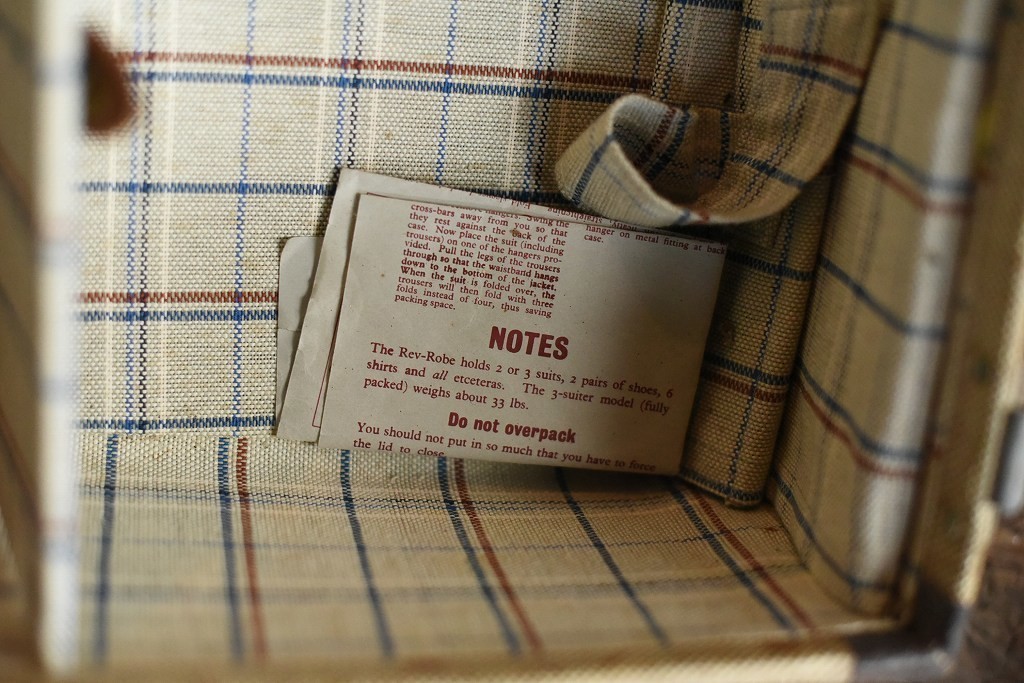 hangers. Swing the
cross-bars away from you so that
they rest against the back of the
case. Now place the suit (including
trousers) on one of the hangers pro-
vided. Pull the legs of the trousers
through so that the waistband hangs
down to the bottom of the jacket.
When the suit is folded over, the
trousers will then fold with three
folds instead of four, thus saving
packing space.
hanger on metal fitting at back
case.
NOTES
The Rev-Robe holds 2 or 3 suits, 2 pairs of shoes, 6
shirts and all etceteras. The 3-suiter model (fully
packed) weighs about 33 lbs.
Do not overpack
You should not put in so much that you have to force
the lid to close.